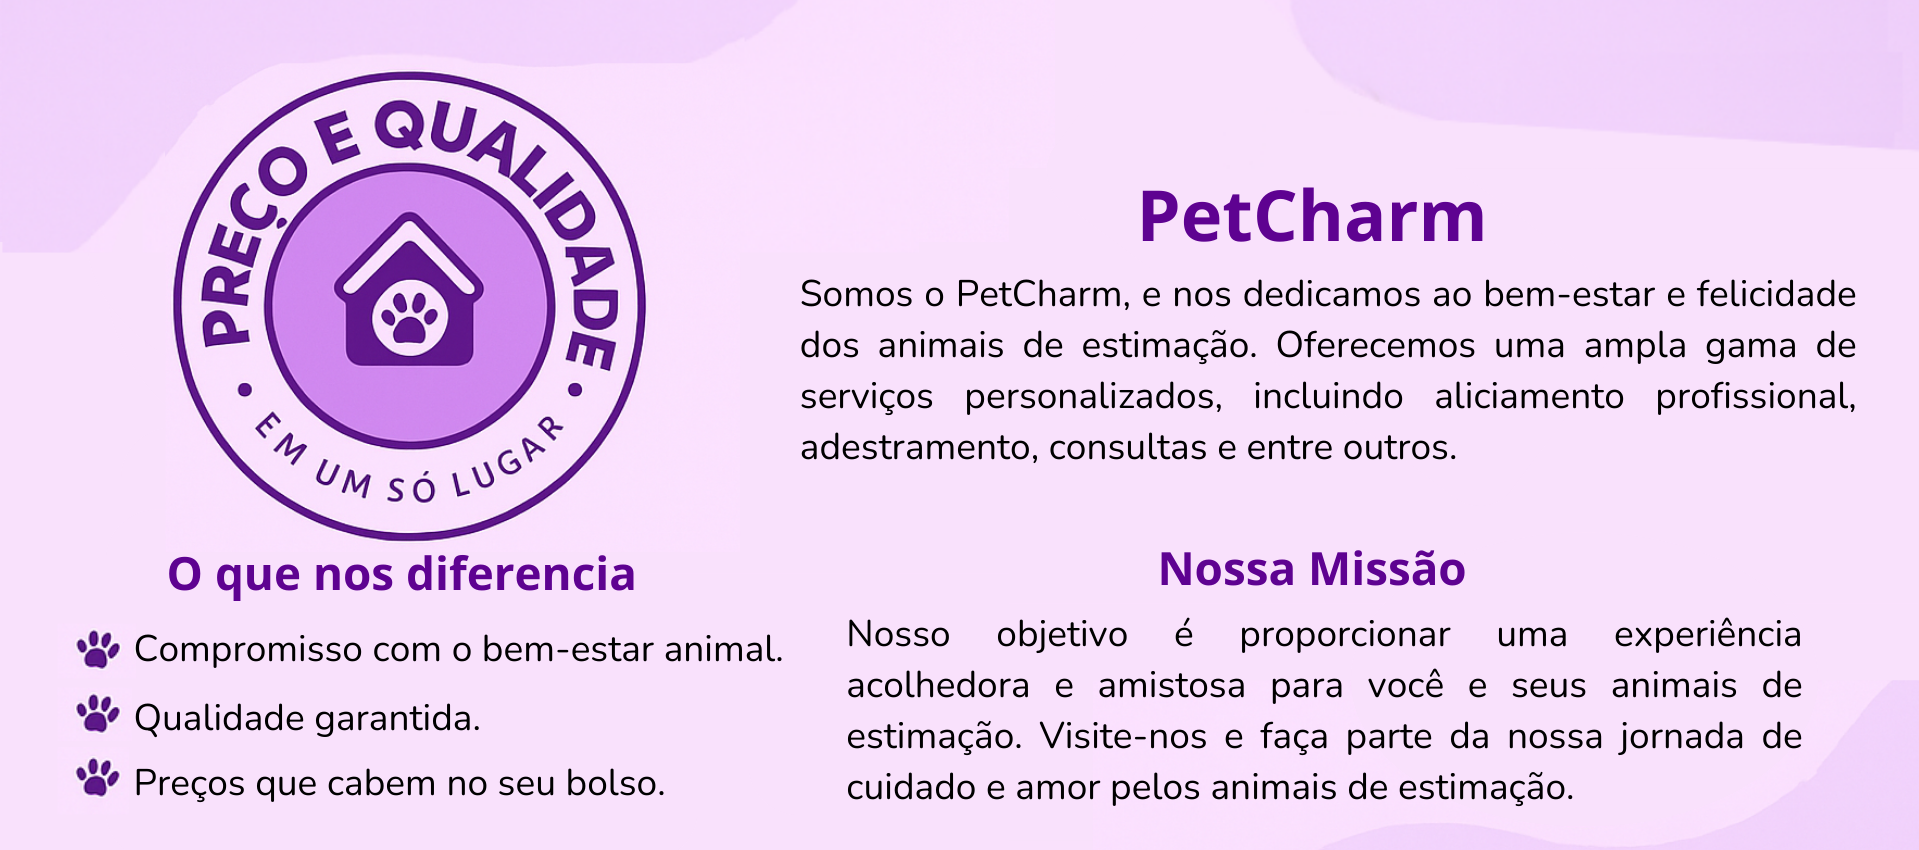 PREÇO E QUALIDADE
• EM UM SÓ LUGAR •
O que nos diferencia
Compromisso com o bem-estar animal.
Qualidade garantida.
Preços que cabem no seu bolso.
PetCharm
Somos o PetCharm, e nos dedicamos ao bem-estar e felicidade
dos animais de estimação. Oferecemos uma ampla gama de
serviços personalizados, incluindo aliciamento profissional,
adestramento, consultas e entre outros.
Nossa Missão
Nosso objetivo é proporcionar uma experiência
acolhedora e amistosa para você e seus animais de
estimação. Visite-nos e faça parte da nossa jornada de
cuidado e amor pelos animais de estimação.